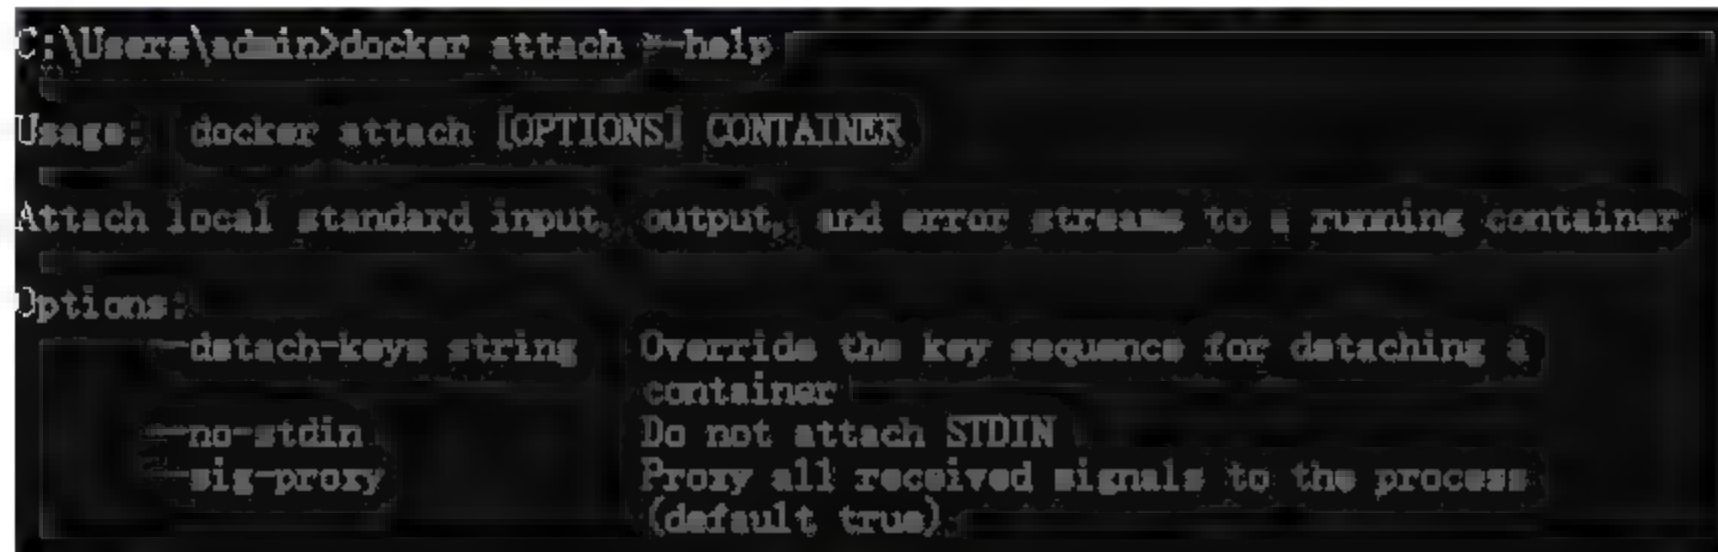 C:\Users\admin>docker attach --help
Usage:  docker attach [OPTIONS] CONTAINER
Attach local standard input, output, and error streams to a running container
Options:
--detach-keys string   Override the key sequence for detaching a
container
--no-stdin   Do not attach STDIN
--sig-proxy   Proxy all received signals to the process
(default true)